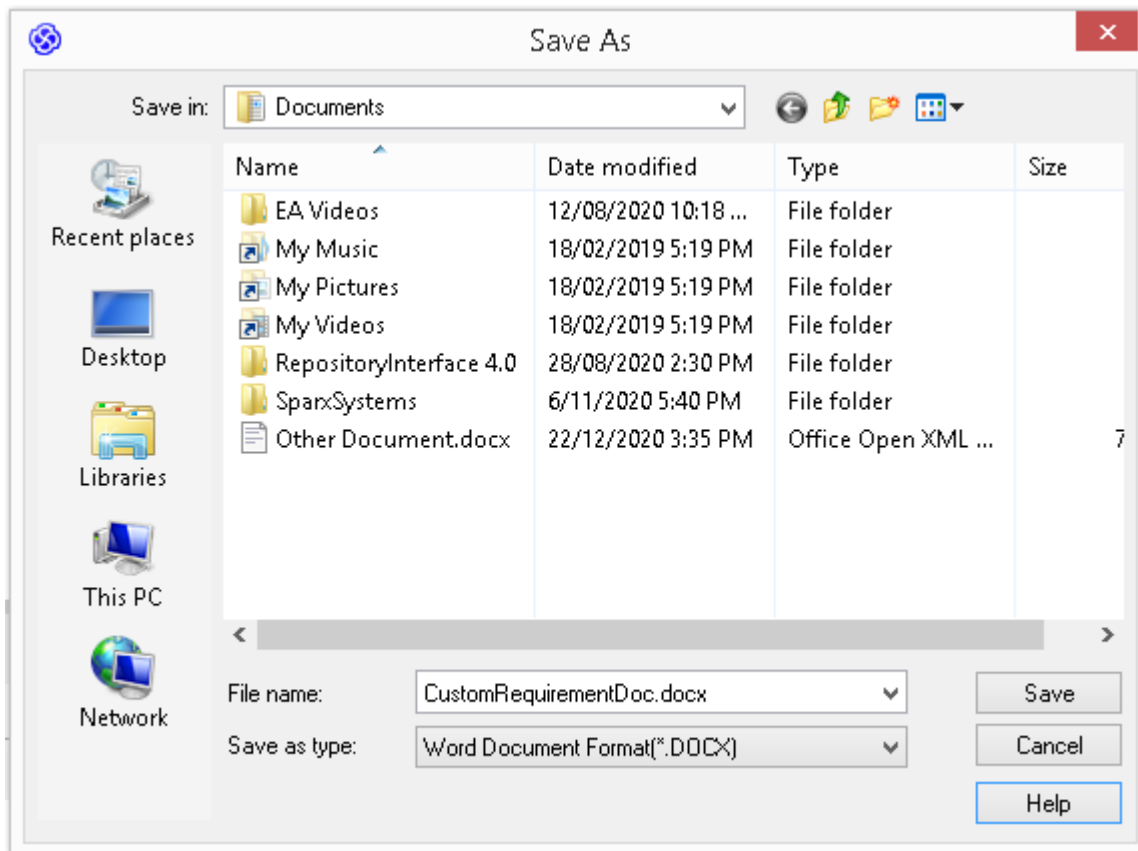 Save As
Save in: Documents
Name Date modified Type Size
EA Videos 12/08/2020 10:18 ... File folder
My Music 18/02/2019 5:19 PM File folder
My Pictures 18/02/2019 5:19 PM File folder
My Videos 18/02/2019 5:19 PM File folder
RepositoryInterface 4.0 28/08/2020 2:30 PM File folder
SparxSystems 6/11/2020 5:40 PM File folder
Other Document.docx 22/12/2020 3:35 PM Office Open XML ... 7
Recent places
Desktop
Libraries
This PC
Network
File name: CustomRequirementDoc.docx Save
Save as type: Word Document Format(*.DOCX) Cancel
Help